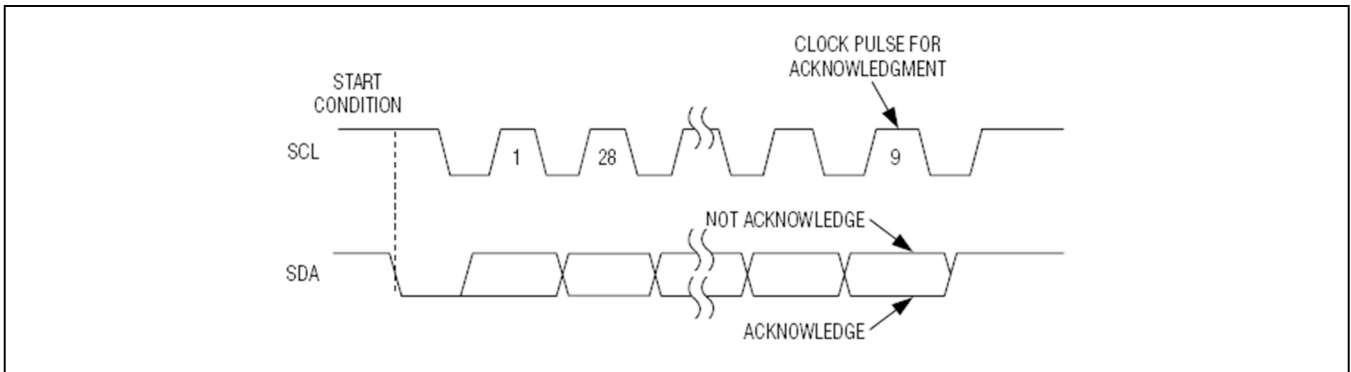 CLOCK PULSE FOR
ACKNOWLEDGMENT
START
CONDITION
SCL
1
28
9
NOT ACKNOWLEDGE
SDA
ACKNOWLEDGE